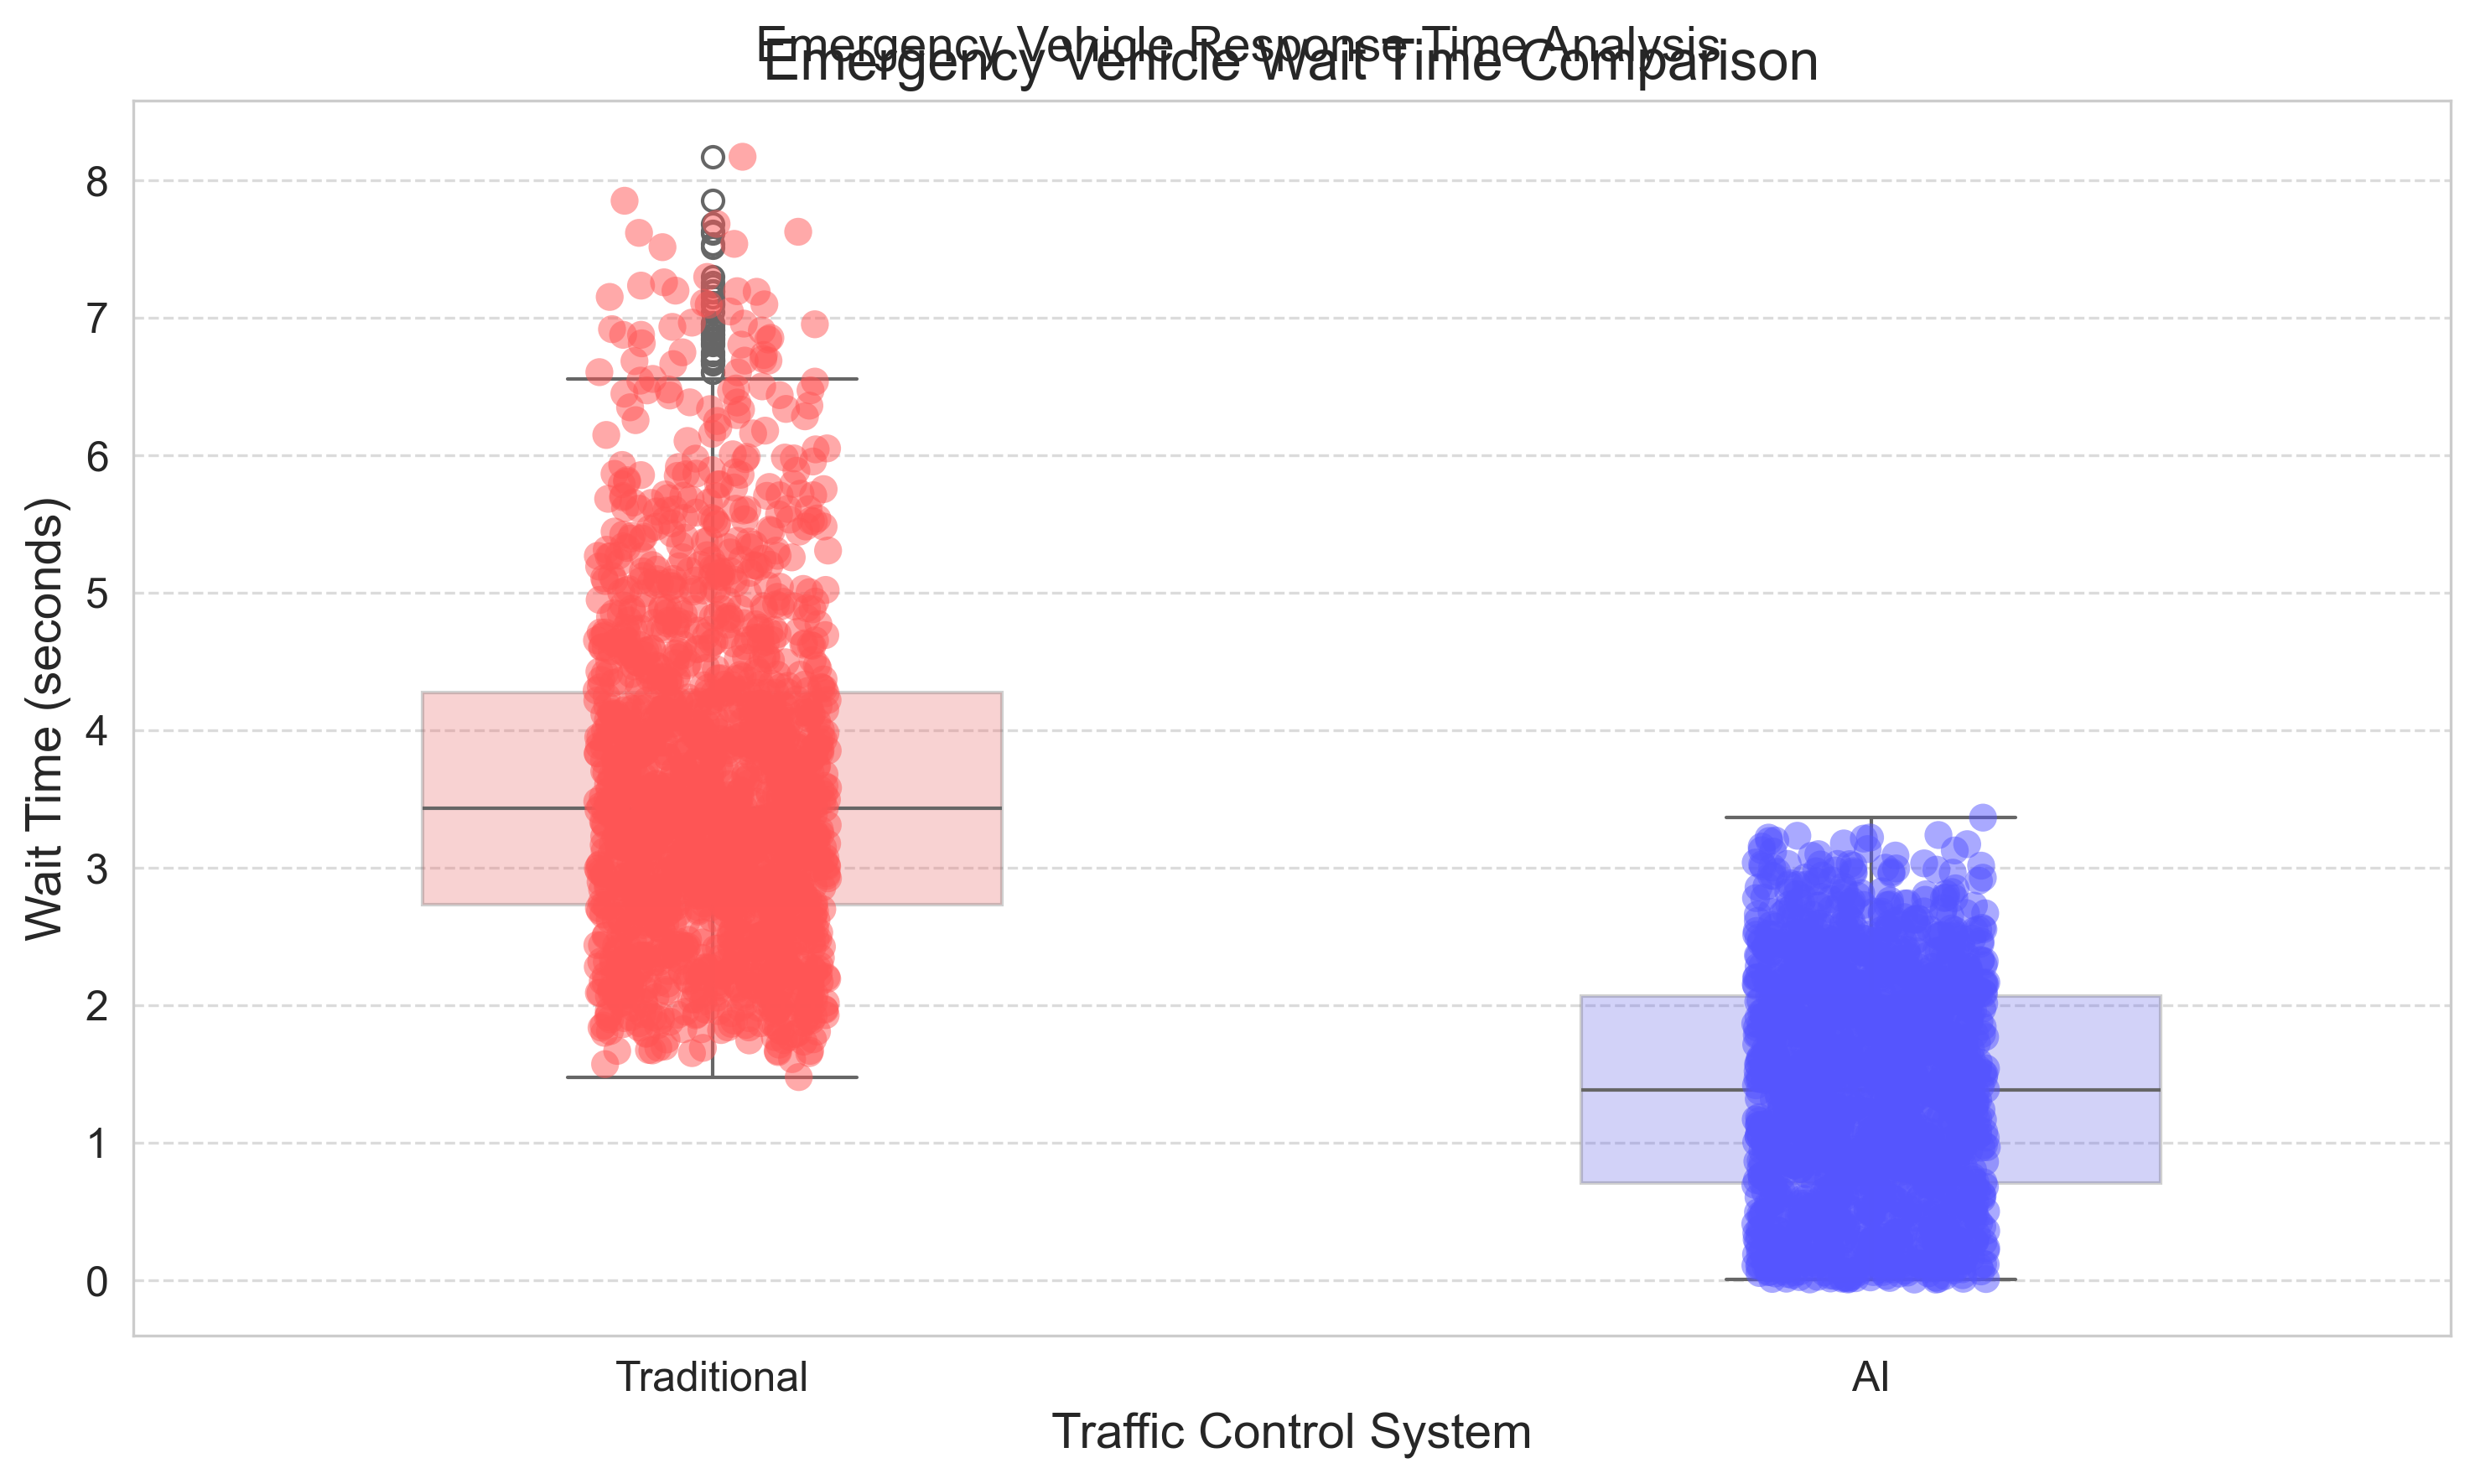 Emergency Vehicle Response Time Analysis
Emergency Vehicle Wait Time Comparison
8
7
6
5
4
3
2
1
0
Wait Time (seconds)
Traditional
AI
Traffic Control System